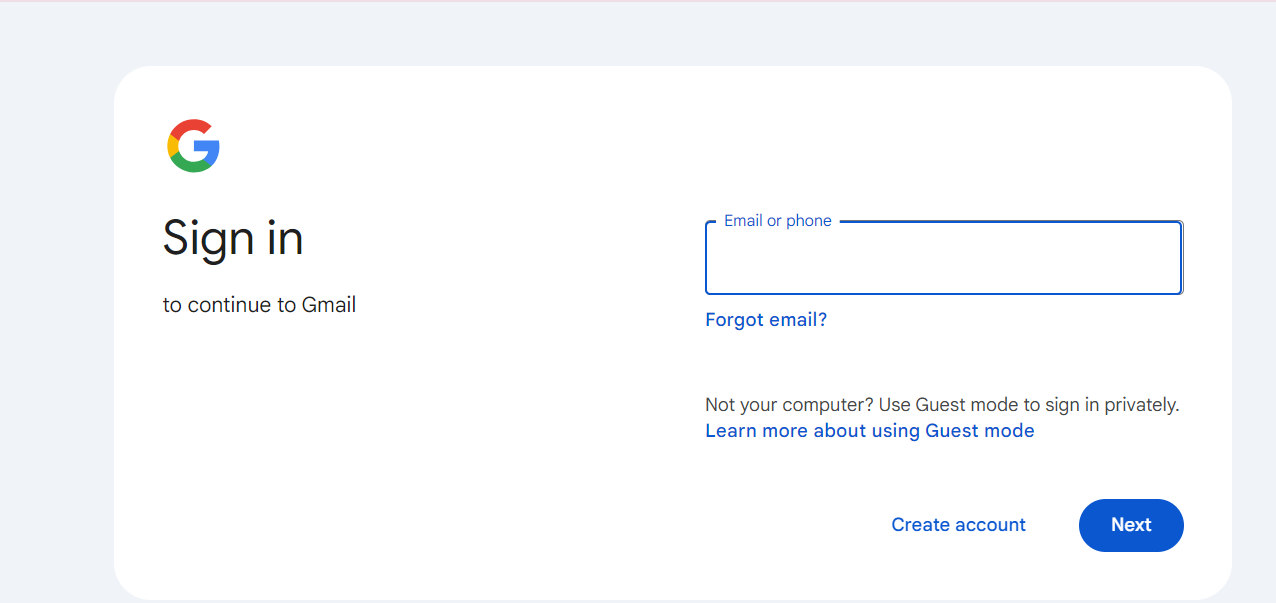 Sign in
to continue to Gmail
Email or phone
Forgot email?
Not your computer? Use Guest mode to sign in privately.
Learn more about using Guest mode
Create account
Next